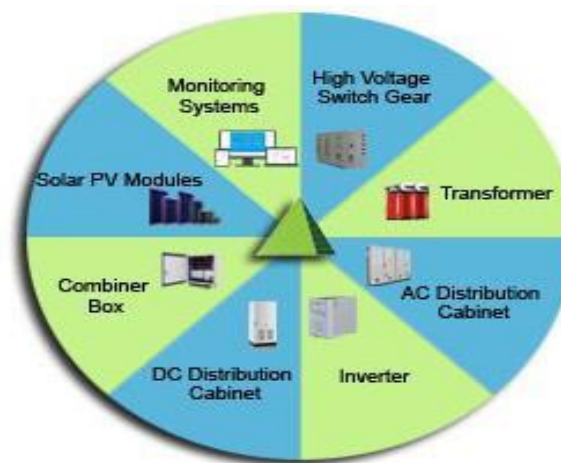 Monitoring
Systems
High Voltage
Switch Gear
Transformer
AC Distribution
Cabinet
Inverter
DC Distribution
Cabinet
Combiner
Box
Solar PV Modules